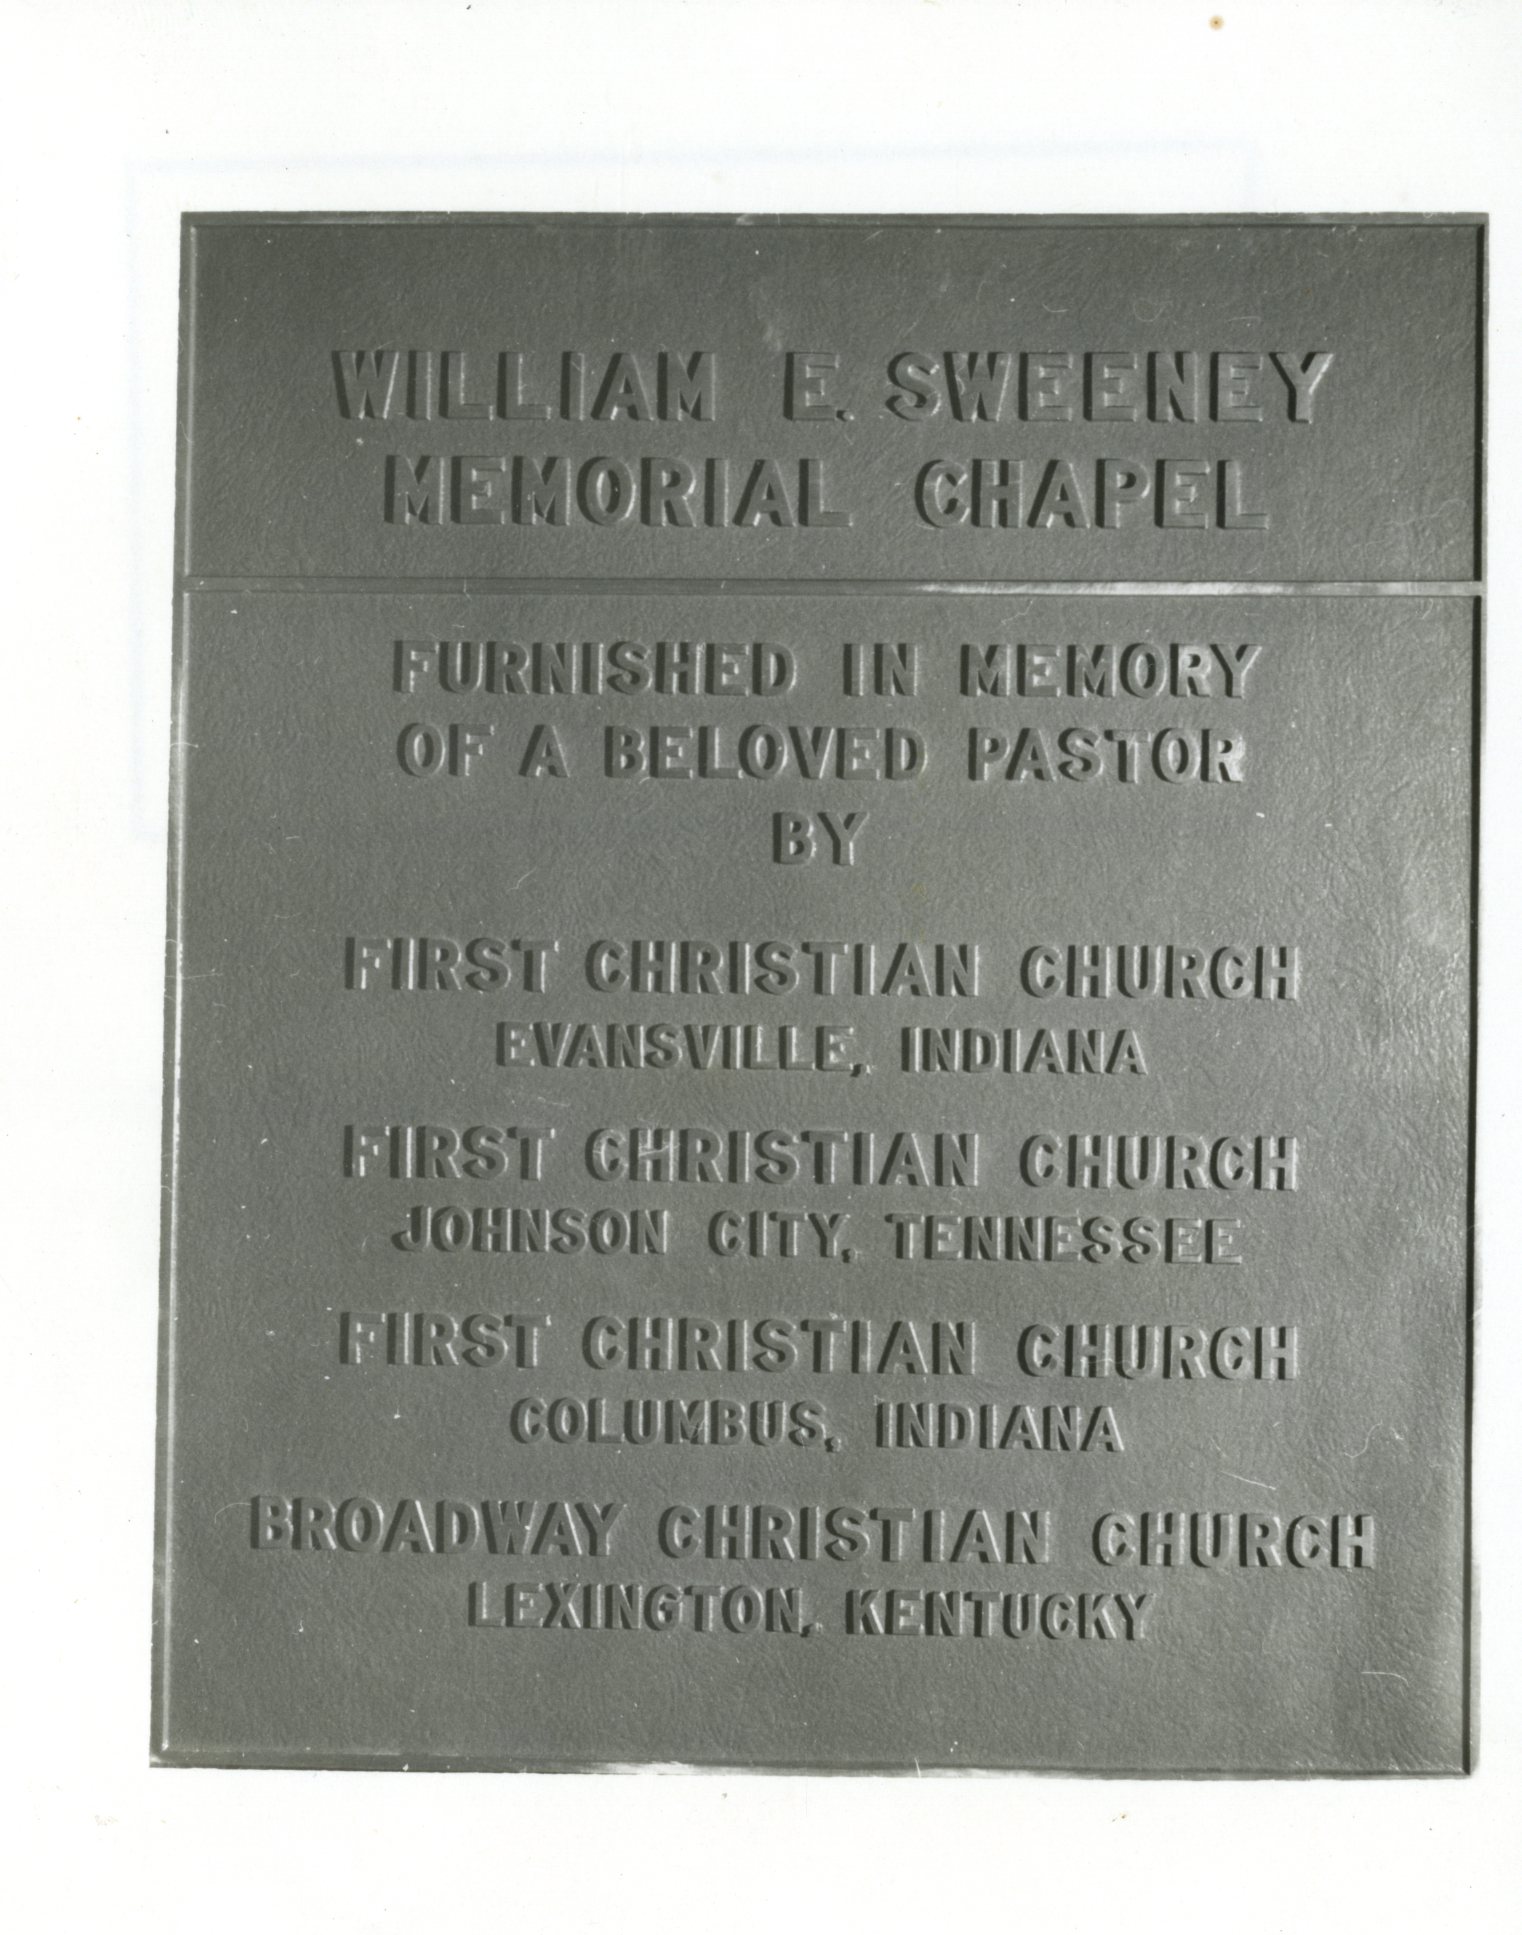 WILLIAM E. SWEENEY
MEMORIAL CHAPEL
FURNISHED IN MEMORY
OF A BELOVED PASTOR
BY
FIRST CHRISTIAN CHURCH
EVANSVILLE, INDIANA
FIRST CHRISTIAN CHURCH
JOHNSON CITY, TENNESSEE
FIRST CHRISTIAN CHURCH
COLUMBUS, INDIANA
BROADWAY CHRISTIAN CHURCH
LEXINGTON, KENTUCKY